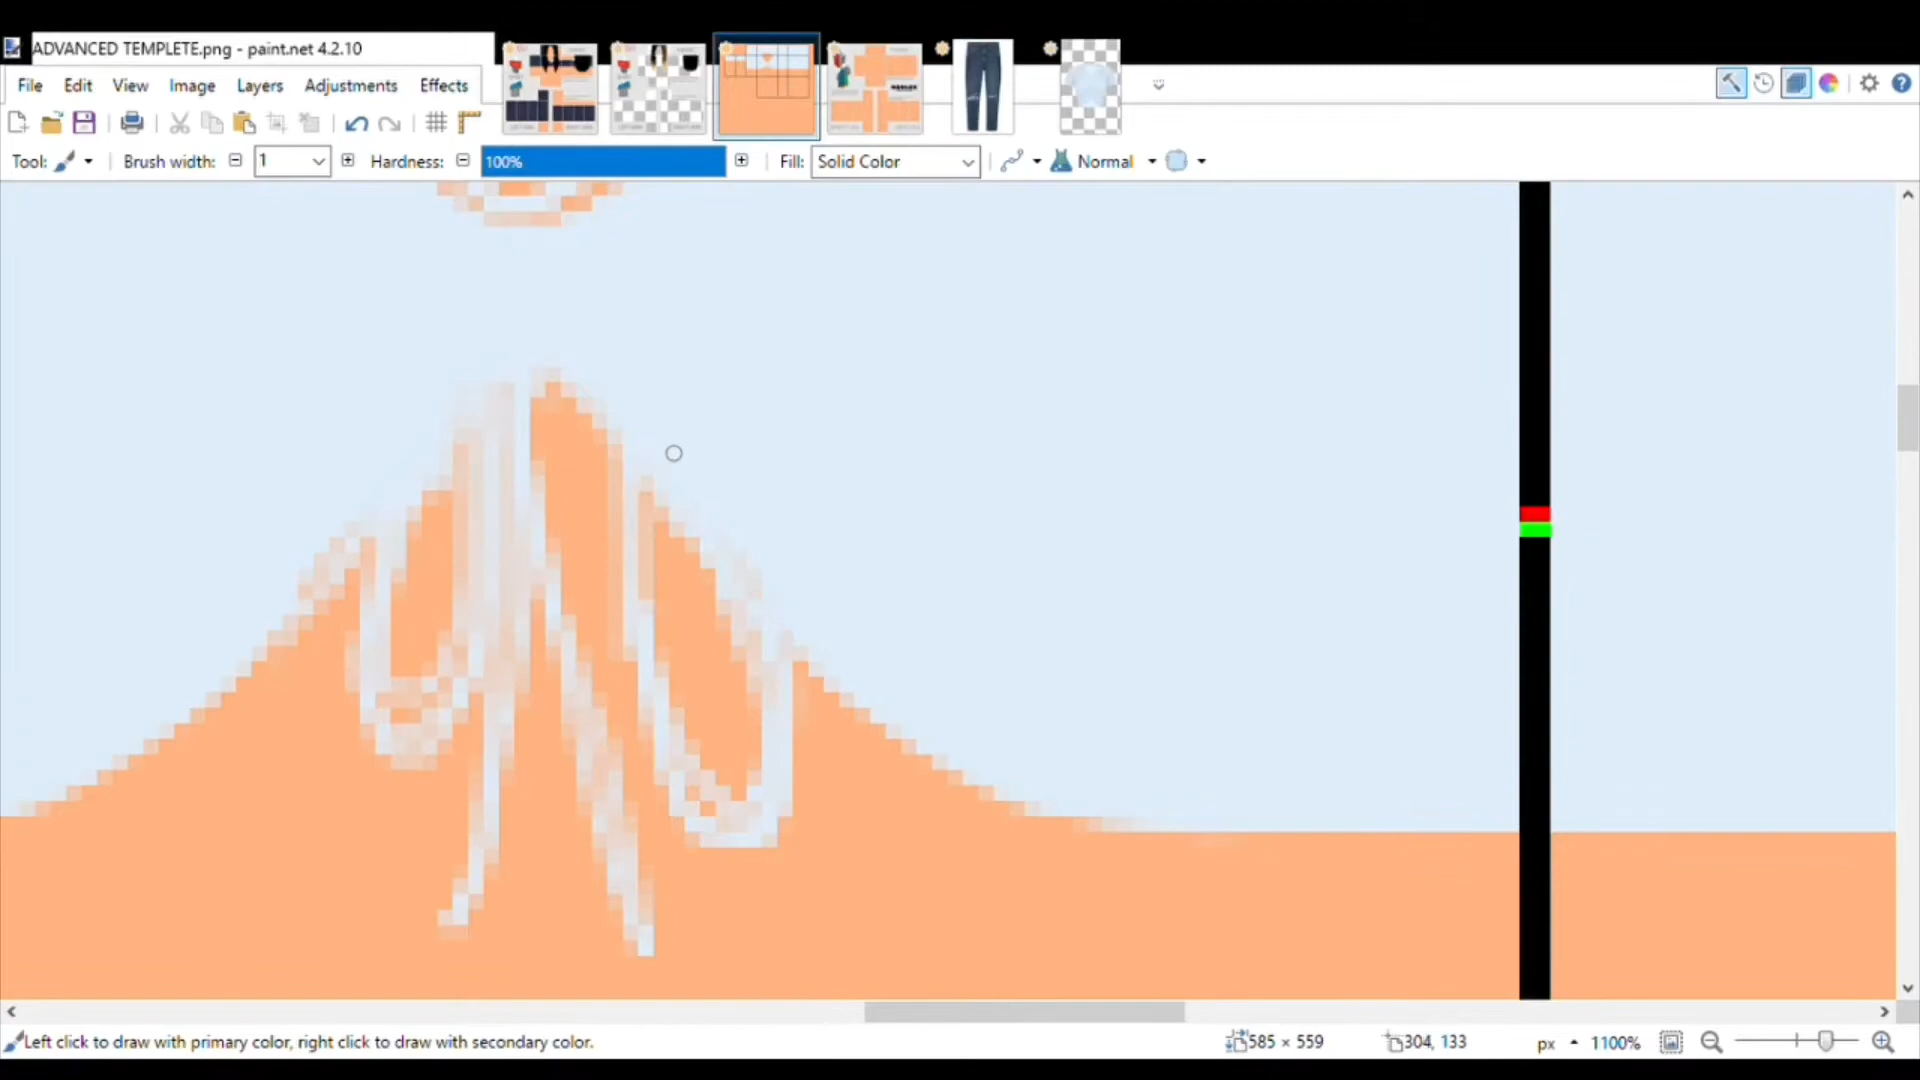 ADVANCED TEMPLETE.png - paint.net 4.2.10
File Edit View Image Layers Adjustments Effects
Tool: Brush width: 1 Hardness: 100% Fill: Solid Color Normal
Left click to draw with primary color, right click to draw with secondary color. 585 × 559 304, 133 px 1100%